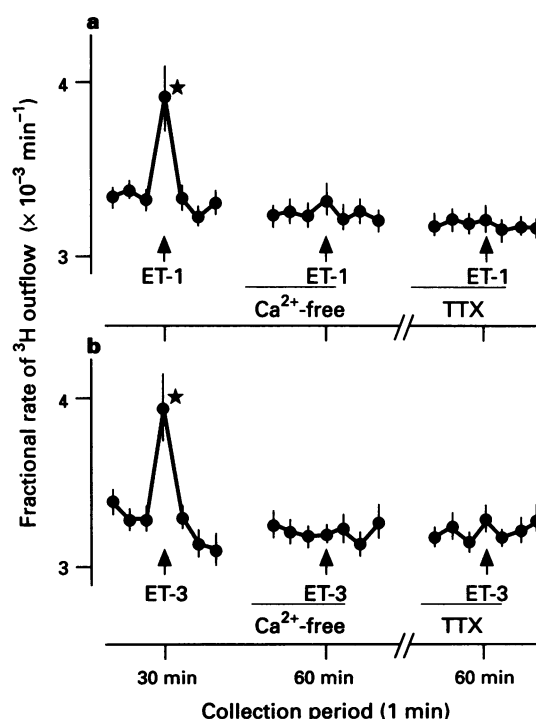 a
Fractional rate of ³H outflow (× 10⁻³ min⁻¹)
4
★
3
ET-1 ET-1 ET-1
Ca²⁺-free TTX
b
4
★
3
ET-3 ET-3 ET-3
Ca²⁺-free TTX
30 min 60 min 60 min
Collection period (1 min)